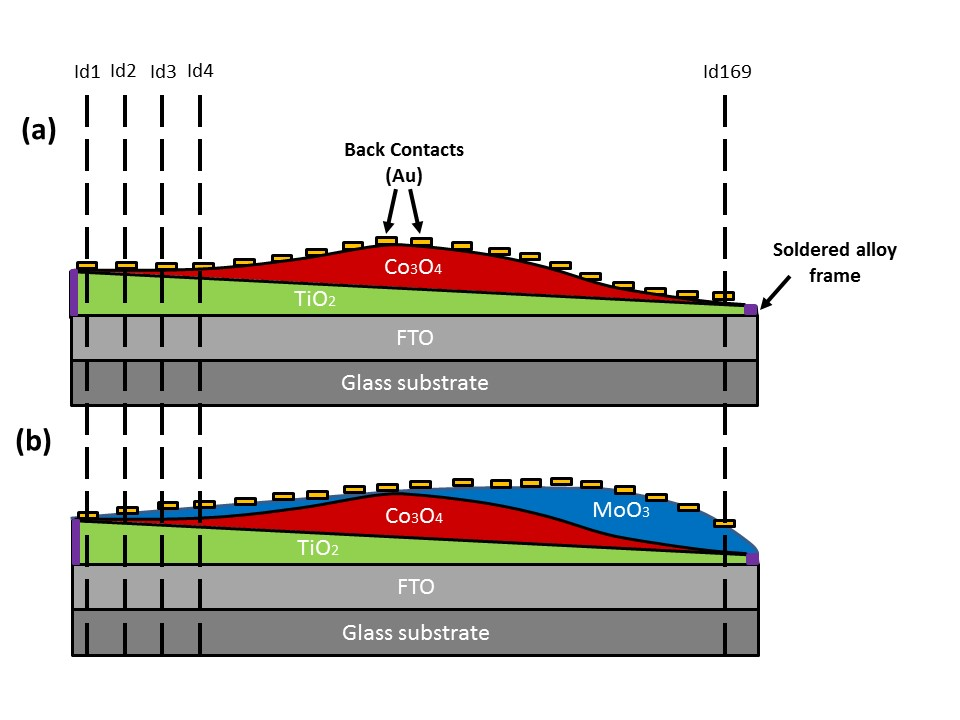 Id1 Id2 Id3 Id4 Id169
(a)
Back Contacts
(Au)
Soldered alloy
frame
Co3O4
TiO2
FTO
Glass substrate
(b)
MoO3
Co3O4
TiO2
FTO
Glass substrate